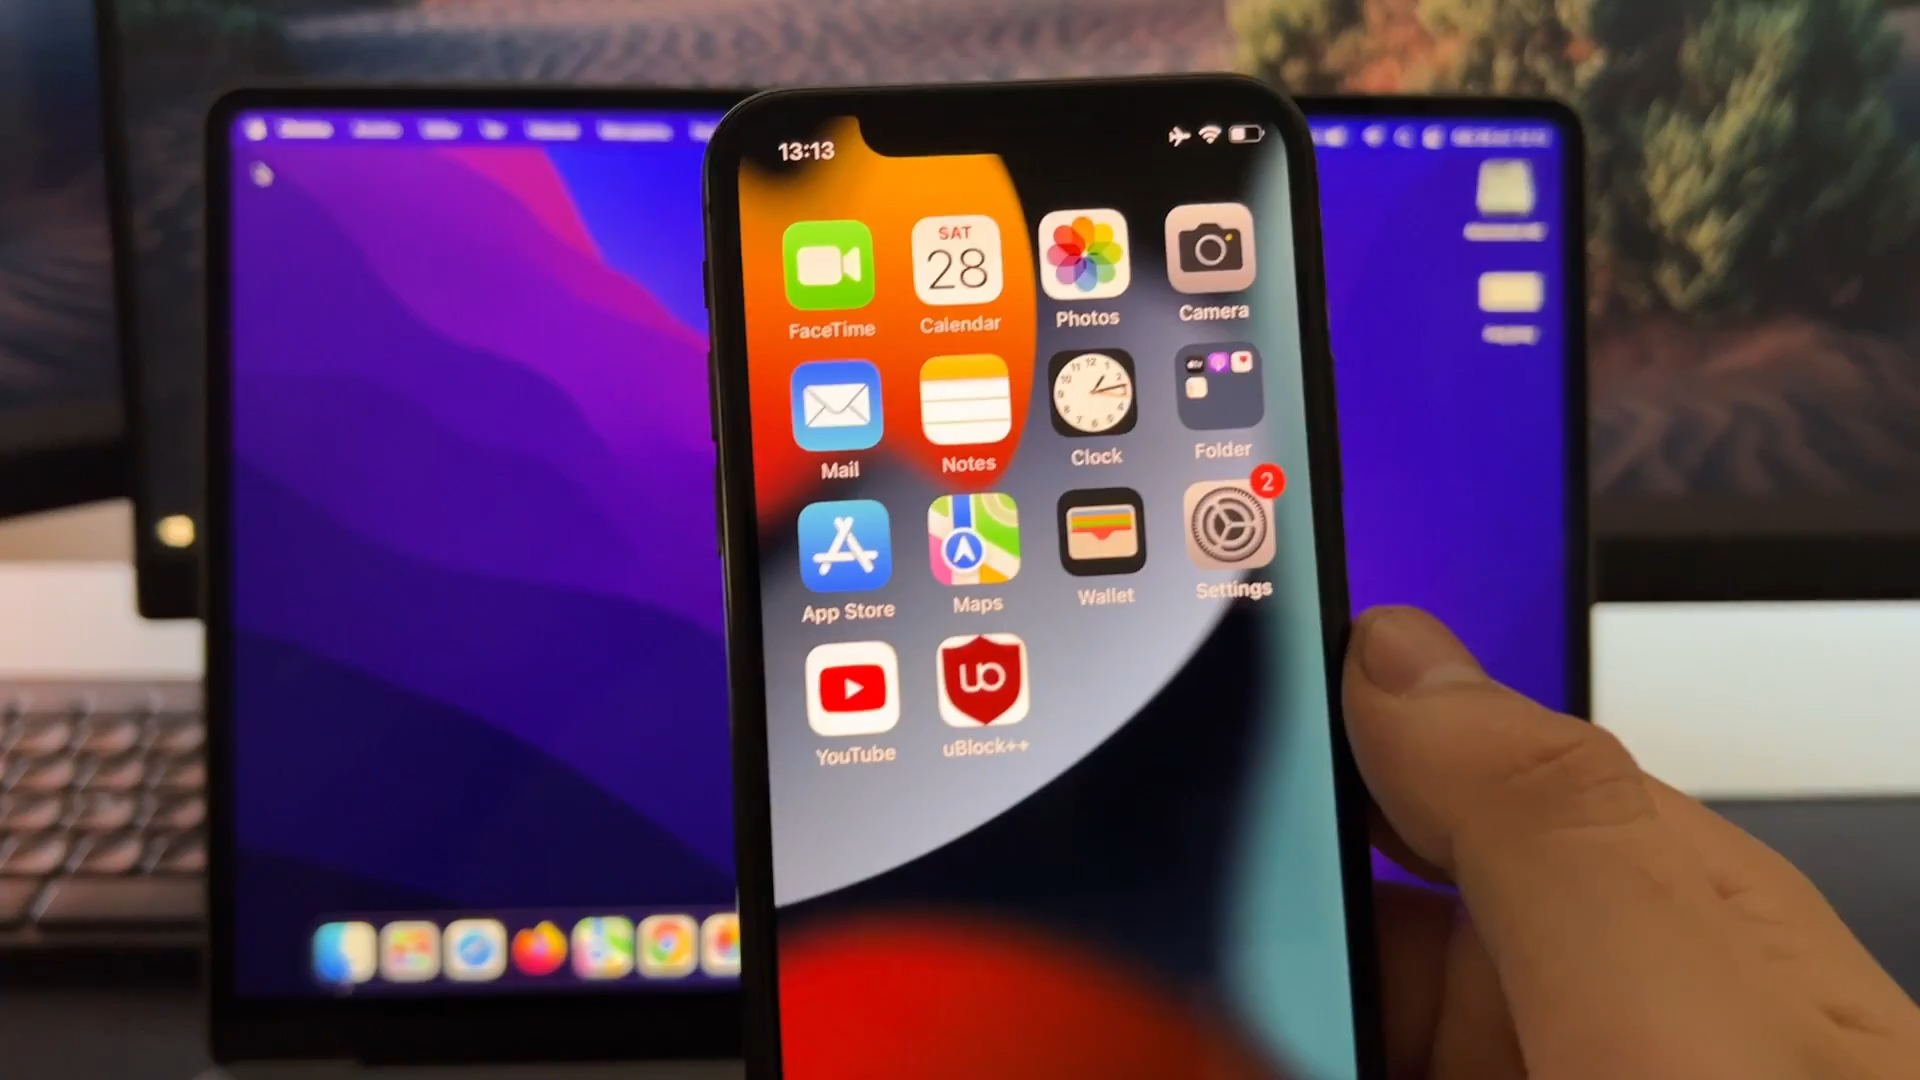 13:13
SAT
28
FaceTime
Calendar
Photos
Camera
Mail
Notes
Clock
Folder
2
App Store
Maps
Wallet
Settings
uo
YouTube
uBlock++